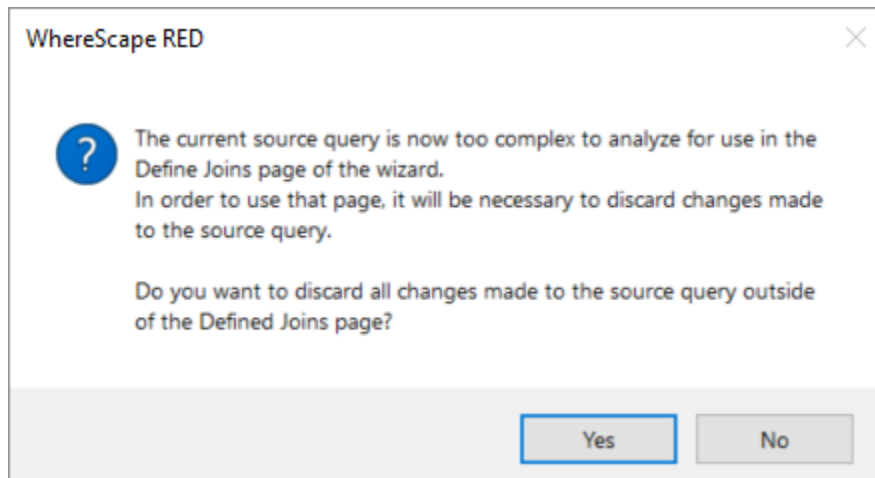 WhereScape RED
?
The current source query is now too complex to analyze for use in the
Define Joins page of the wizard.
In order to use that page, it will be necessary to discard changes made
to the source query.
Do you want to discard all changes made to the source query outside
of the Defined Joins page?
Yes
No